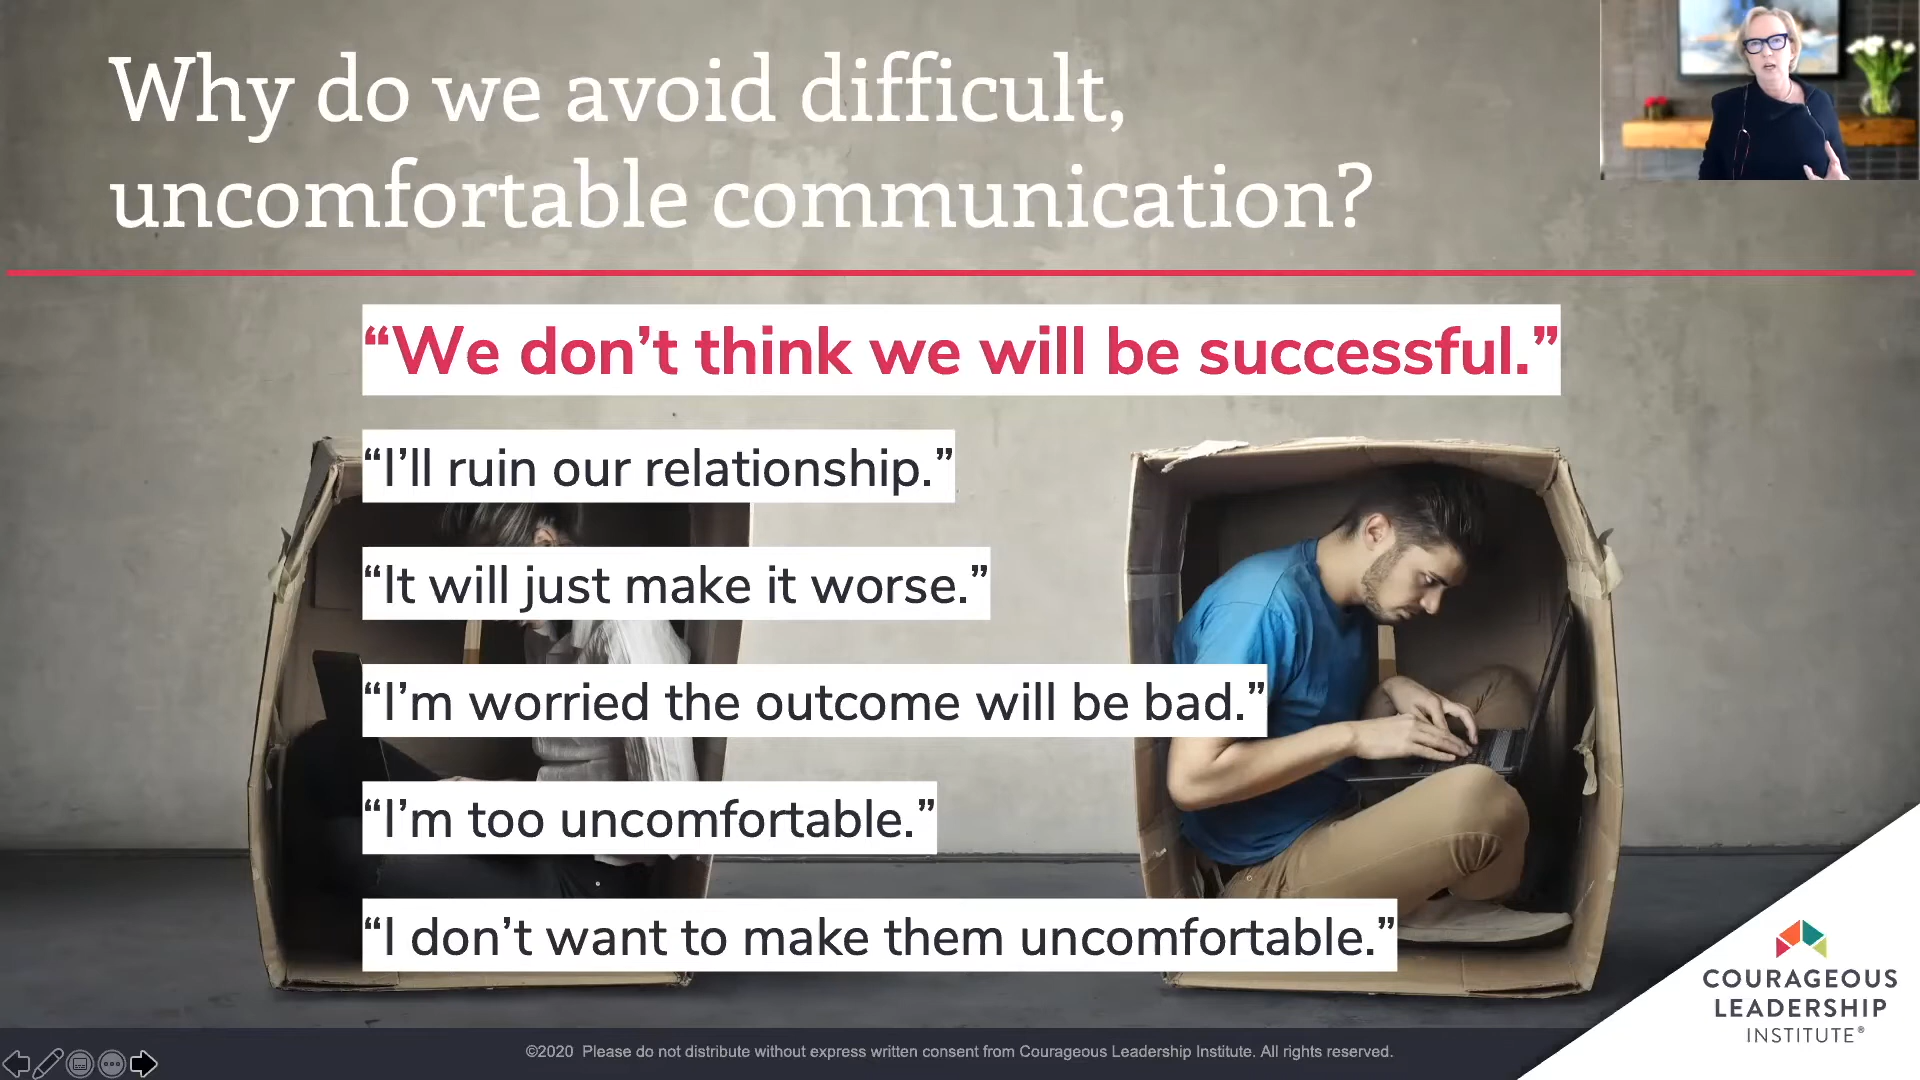 Why do we avoid difficult,
uncomfortable communication?
“We don’t think we will be successful.”
“I’ll ruin our relationship.”
“It will just make it worse.”
“I’m worried the outcome will be bad.”
“I’m too uncomfortable.”
“I don’t want to make them uncomfortable.”
COURAGEOUS
LEADERSHIP
INSTITUTE®
©2020 Please do not distribute without express written consent from Courageous Leadership Institute. All rights reserved.